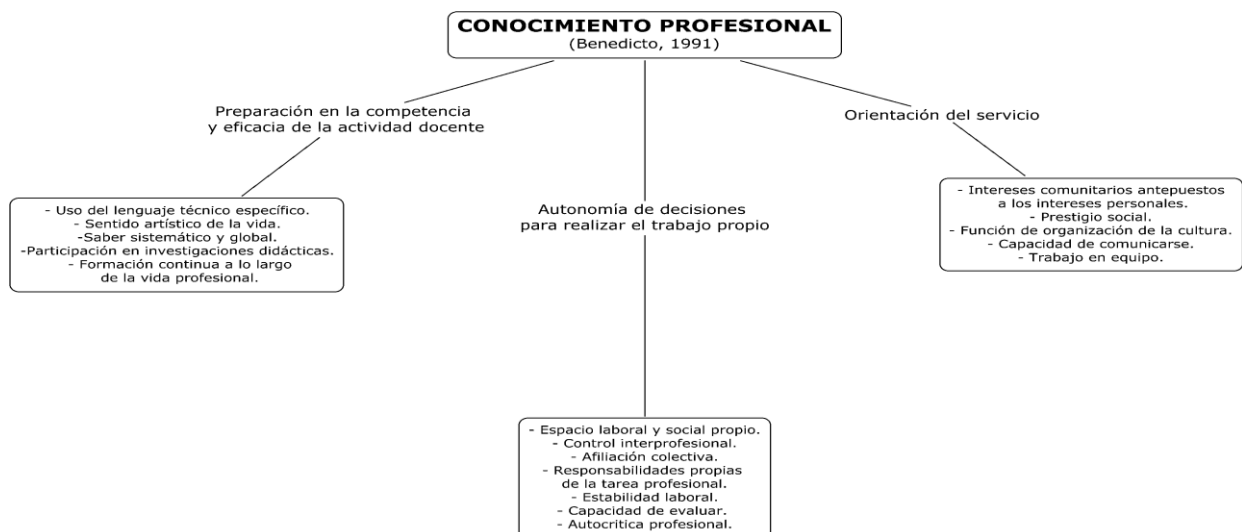 CONOCIMIENTO PROFESIONAL
(Benedicto, 1991)
Preparación en la competencia
y eficacia de la actividad docente
- Uso del lenguaje técnico específico.
- Sentido artístico de la vida.
-Saber sistemático y global.
-Participación en investigaciones didácticas.
- Formación continua a lo largo
de la vida profesional.
Autonomía de decisiones
para realizar el trabajo propio
- Espacio laboral y social propio.
- Control interprofesional.
- Afiliación colectiva.
- Responsabilidades propias
de la tarea profesional.
- Estabilidad laboral.
- Capacidad de evaluar.
- Autocritica profesional.
Orientación del servicio
- Intereses comunitarios antepuestos
a los intereses personales.
- Prestigio social.
- Función de organización de la cultura.
- Capacidad de comunicarse.
- Trabajo en equipo.